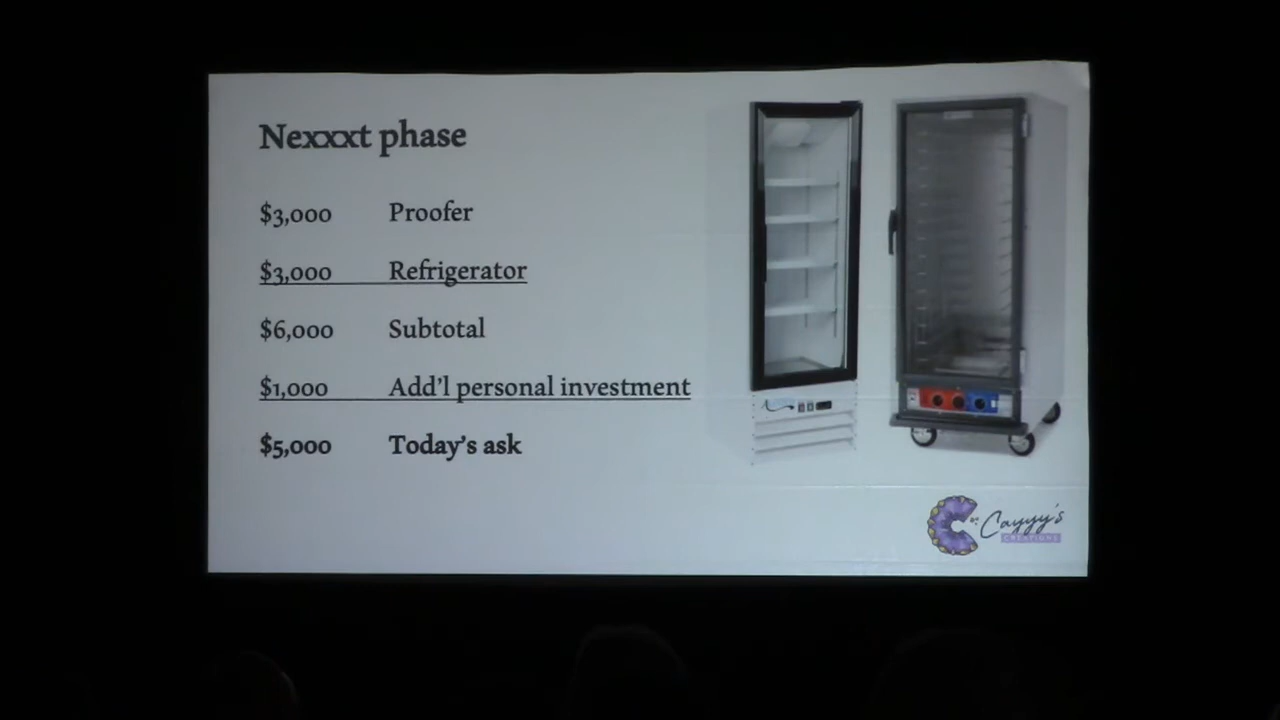 Nexxxt phase
$3,000 Proofer
$3,000 Refrigerator
$6,000 Subtotal
$1,000 Add'l personal investment
$5,000 Today's ask
Cayyy's
CREATIONS